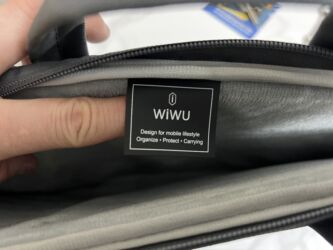 WiWU
Design for mobile lifestyle
Organize • Protect • Carrying